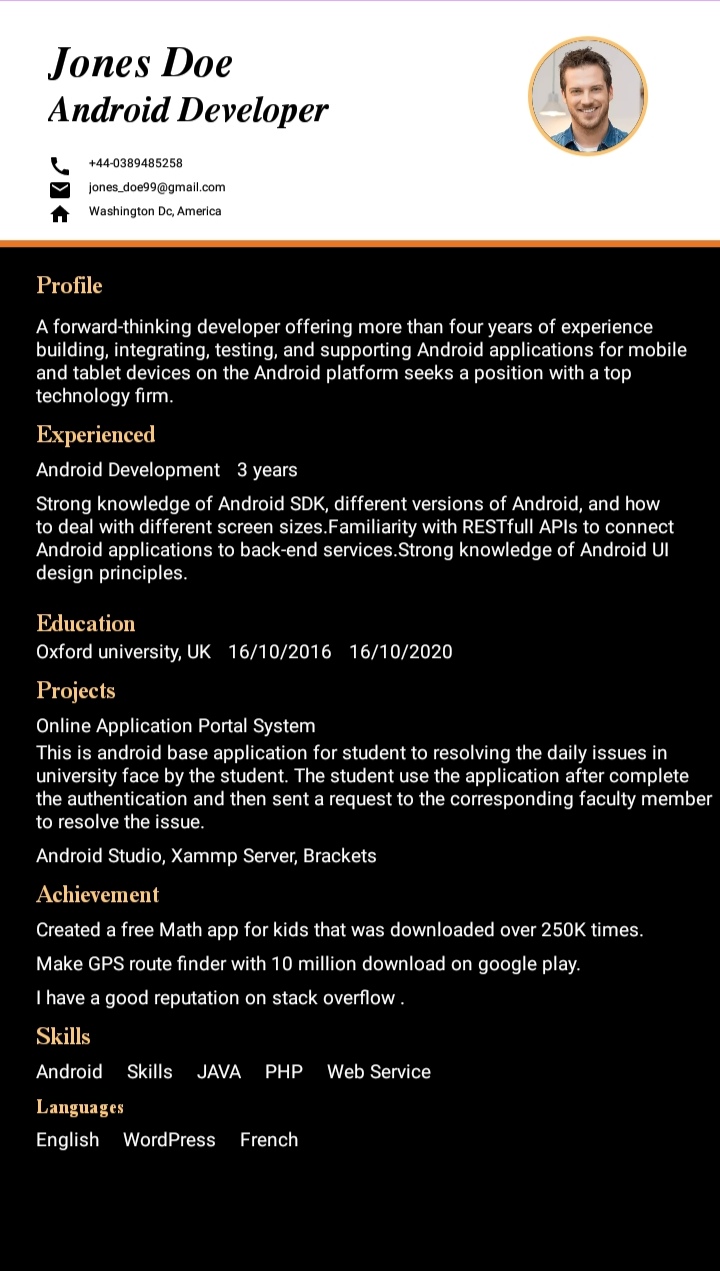 Jones Doe
Android Developer
+44-0389485258
jones_doe99@gmail.com
Washington Dc, America
Profile
A forward-thinking developer offering more than four years of experience
building, integrating, testing, and supporting Android applications for mobile
and tablet devices on the Android platform seeks a position with a top
technology firm.
Experienced
Android Development 3 years
Strong knowledge of Android SDK, different versions of Android, and how
to deal with different screen sizes.Familiarity with RESTfull APIs to connect
Android applications to back-end services.Strong knowledge of Android UI
design principles.
Education
Oxford university, UK 16/10/2016 16/10/2020
Projects
Online Application Portal System
This is android base application for student to resolving the daily issues in
university face by the student. The student use the application after complete
the authentication and then sent a request to the corresponding faculty member
to resolve the issue.
Android Studio, Xammp Server, Brackets
Achievement
Created a free Math app for kids that was downloaded over 250K times.
Make GPS route finder with 10 million download on google play.
I have a good reputation on stack overflow .
Skills
Android Skills JAVA PHP Web Service
Languages
English WordPress French